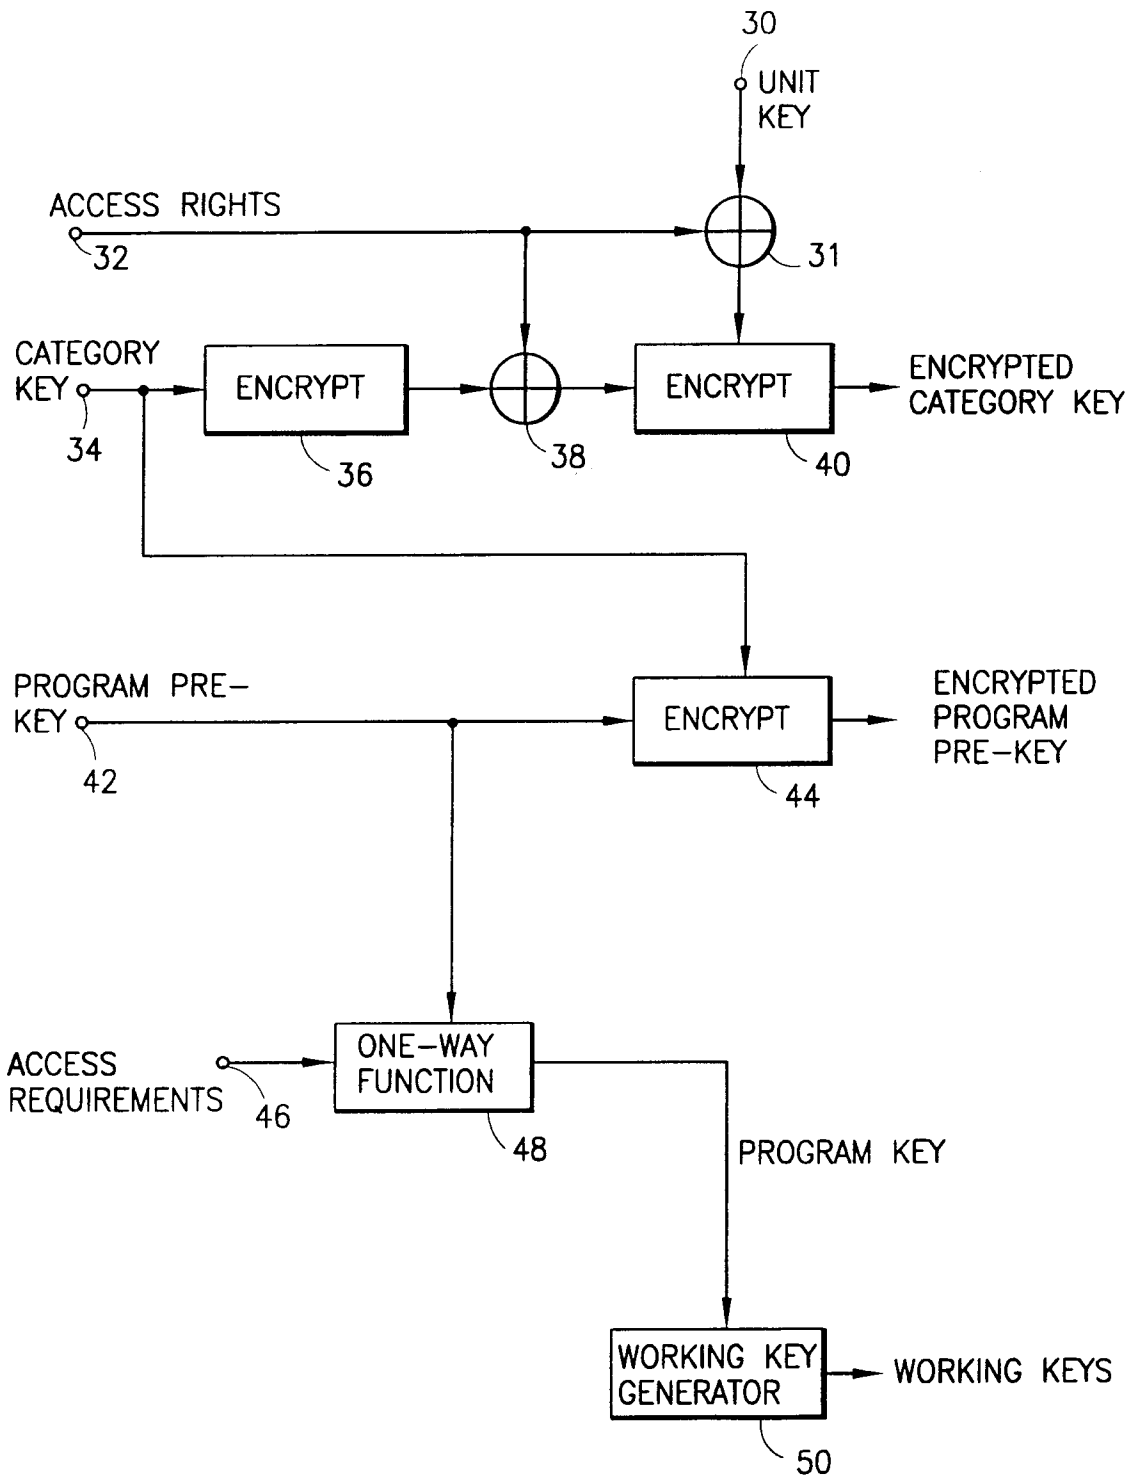 30
UNIT
KEY
ACCESS RIGHTS
32
31
CATEGORY
KEY
34
ENCRYPT
36
38
ENCRYPT
40
ENCRYPTED
CATEGORY KEY
PROGRAM PRE-
KEY
42
ENCRYPT
44
ENCRYPTED
PROGRAM
PRE-KEY
ACCESS
REQUIREMENTS
46
ONE-WAY
FUNCTION
48
PROGRAM KEY
WORKING KEY
GENERATOR
50
WORKING KEYS